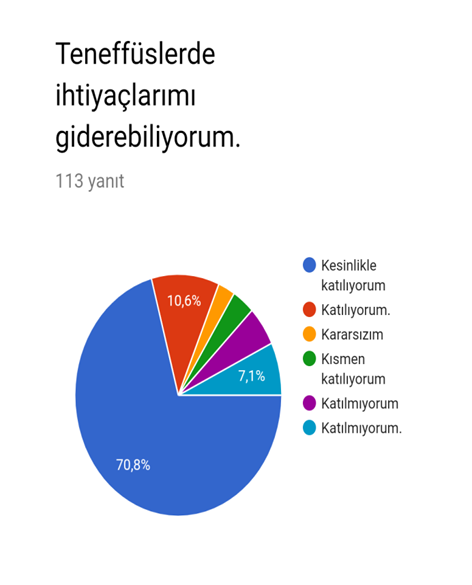 Teneffüslerde
ihtiyaçlarımı
giderebiliyorum.
113 yanıt
Kesinlikle
katılıyorum
Katılıyorum.
Kararsızım
Kısmen
katılıyorum
Katılmıyorum
Katılmıyorum.
10,6%
7,1%
70,8%